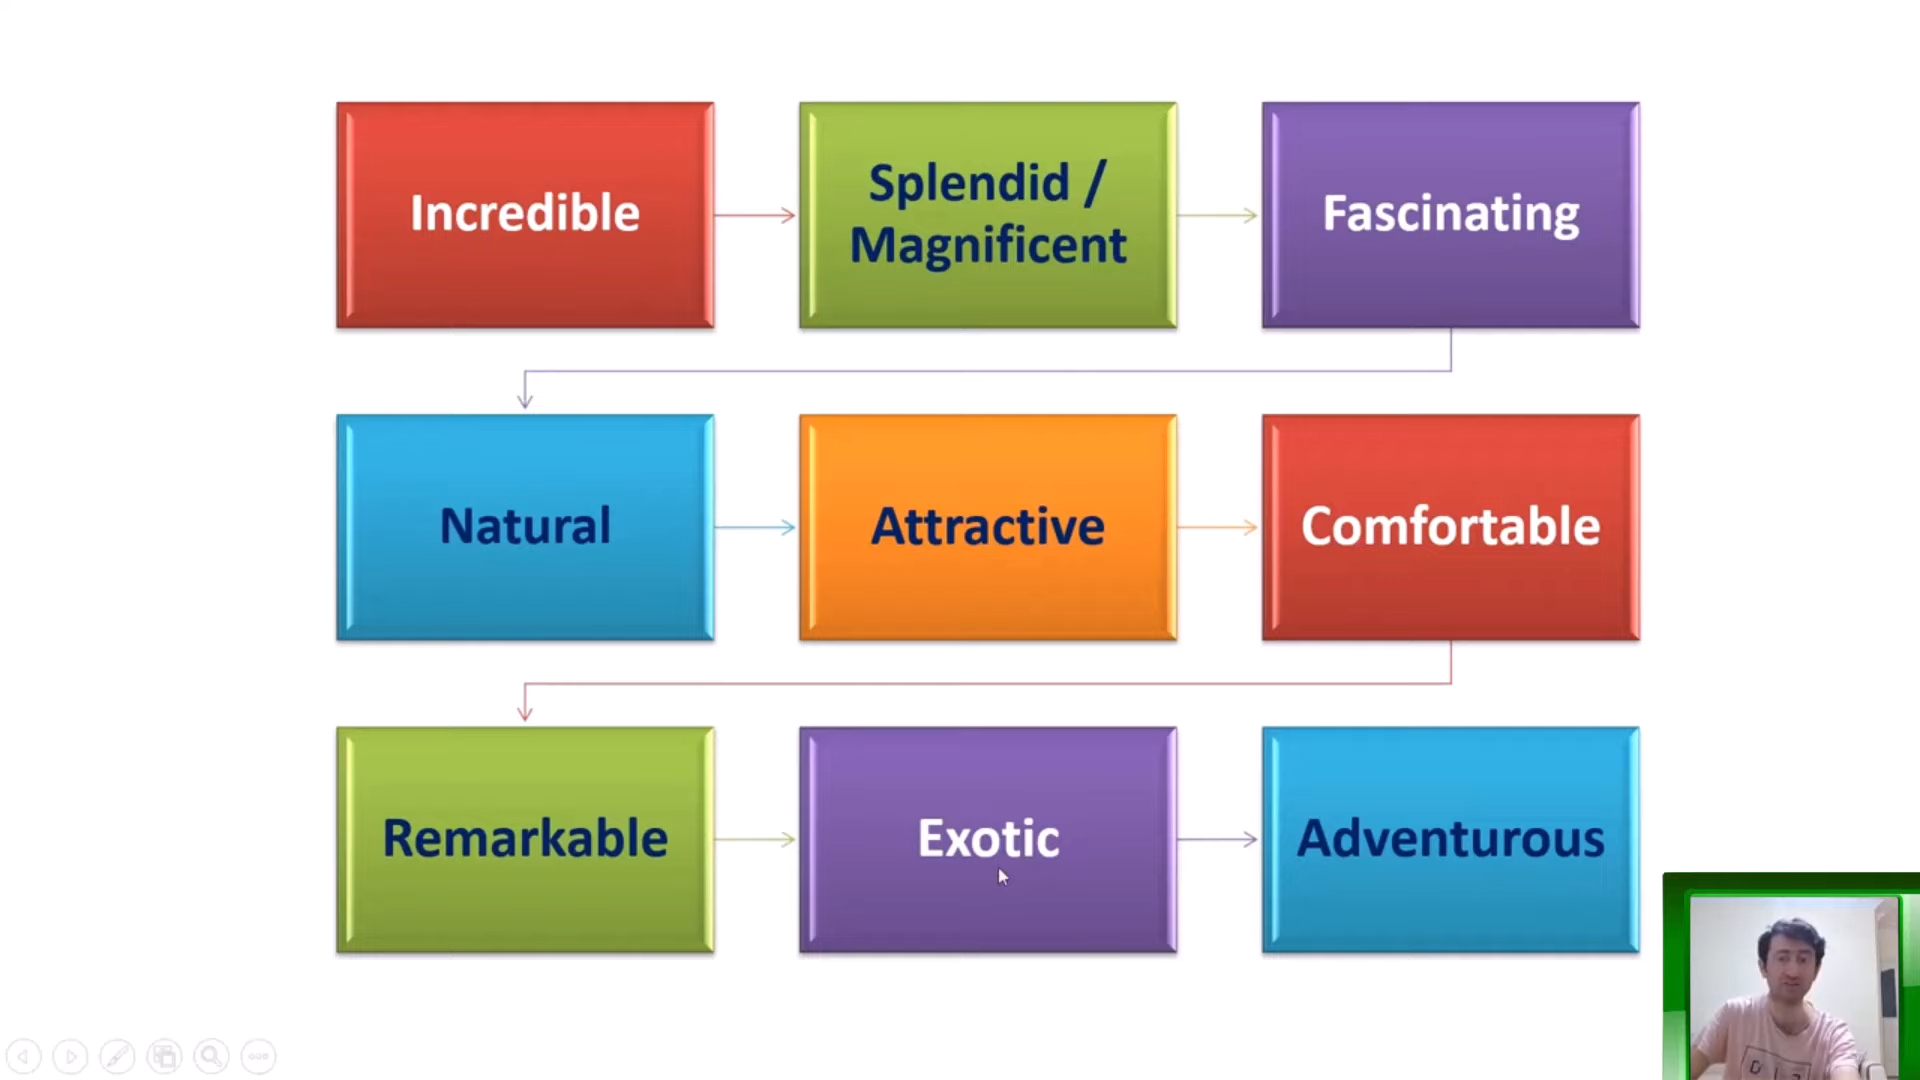 Incredible
Splendid /
Magnificent
Fascinating
Natural
Attractive
Comfortable
Remarkable
Exotic
Adventurous